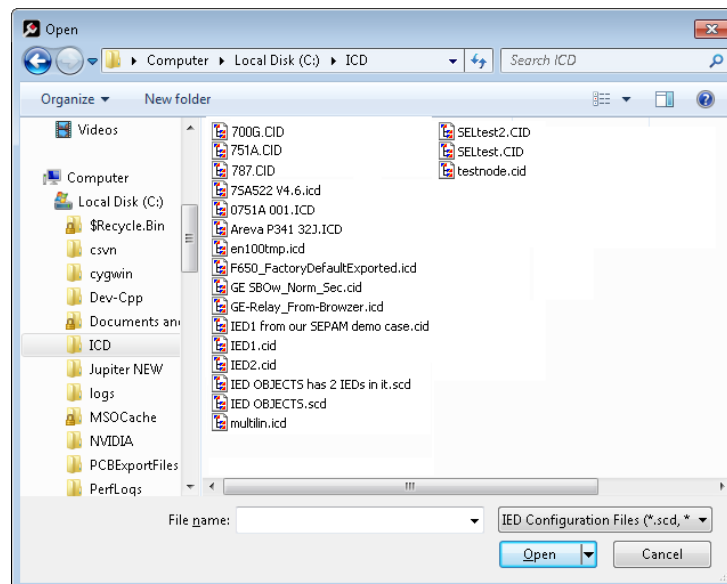 Open
Computer Local Disk (C:) ICD
Search ICD
Organize New folder
Videos
Computer
Local Disk (C:)
$Recycle.Bin
csvn
cygwin
Dev-Cpp
Documents and
ICD
Jupiter NEW
logs
MSOCache
NVIDIA
PCBExportFiles
PerfLogs
700G.CID
751A.CID
787.CID
7SA522 V4.6.icd
0751A 001.ICD
Areva P341 32J.ICD
en100tmp.icd
F650_FactoryDefaultExported.icd
GE SBOw_Norm_Sec.cid
GE-Relay_From-Browzer.icd
IED1 from our SEPAM demo case.cid
IED1.cid
IED2.cid
IED OBJECTS has 2 IEDs in it.scd
IED OBJECTS.scd
multilin.icd
SELtest2.CID
SELtest.CID
testnode.cid
File name:
IED Configuration Files (*.scd, *
Open
Cancel